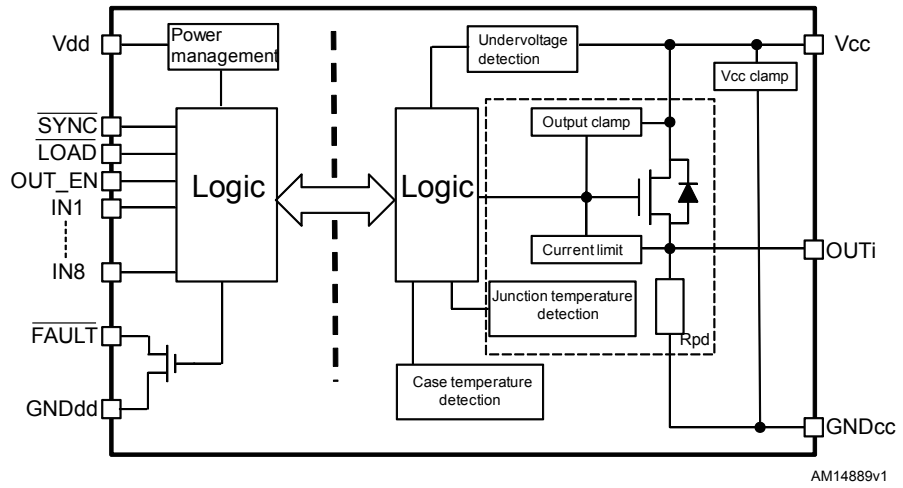 Vdd
Power
management
SYNC
LOAD
OUT_EN
IN1
IN8
FAULT
GNDdd
Logic
Logic
Undervoltage
detection
Vcc
Vcc clamp
Output clamp
Current limit
OUTi
Junction temperature
detection
Rpd
Case temperature
detection
GNDcc
AM14889v1